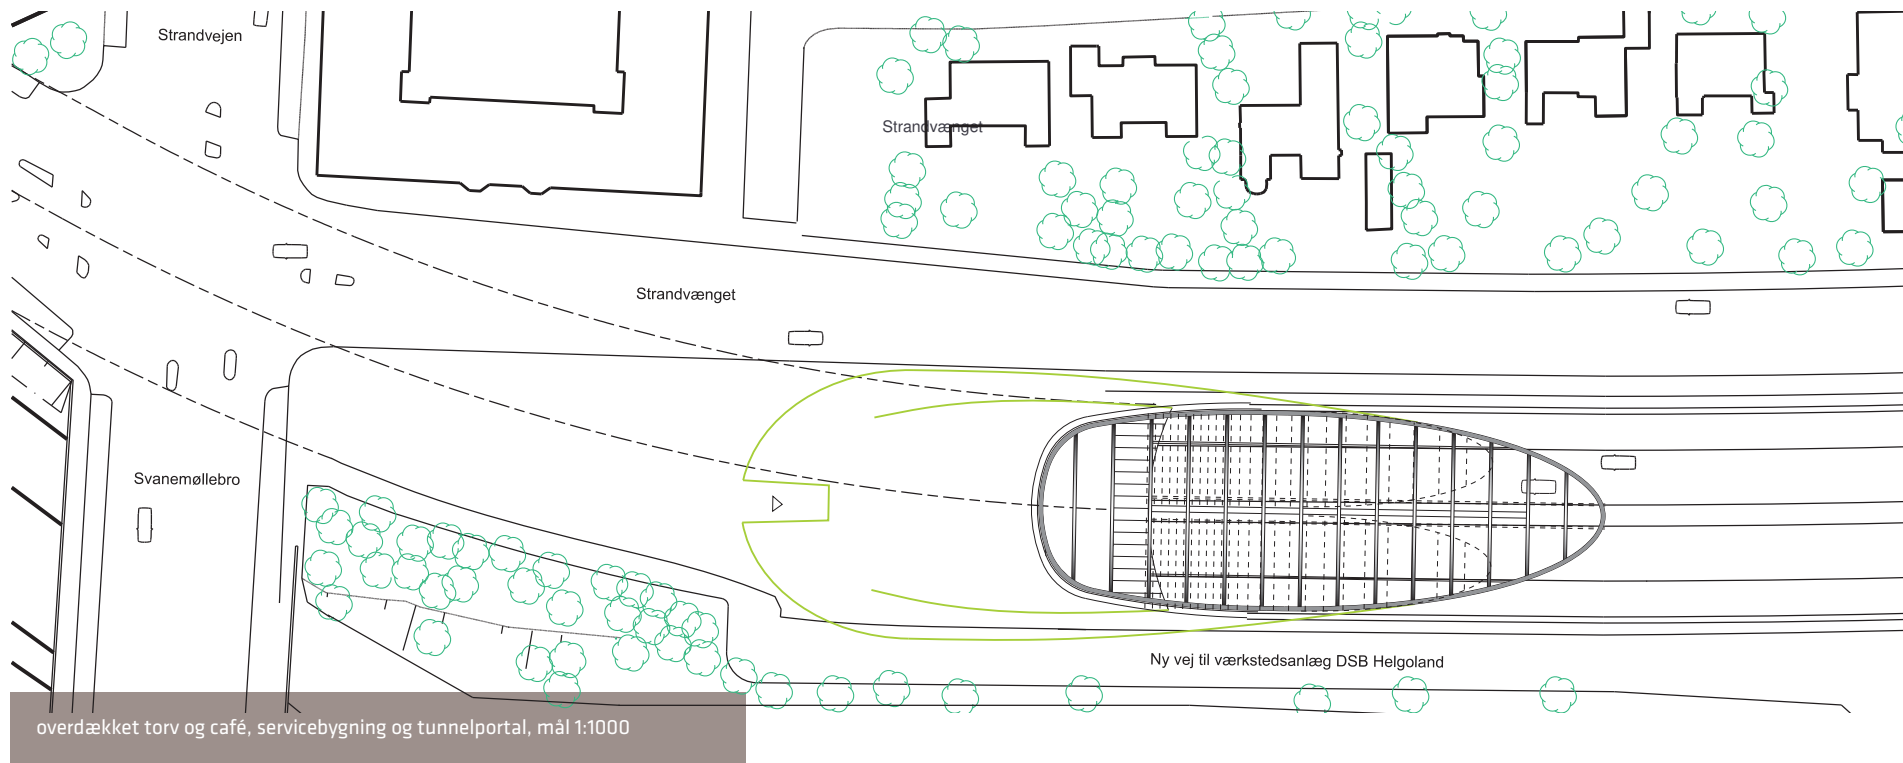 Strandvejen
Strandvænget
Strandvænget
Svanemøllebro
Ny vej til værkstedsanlæg DSB Helgoland
overdækket torv og café, servicebygning og tunnelportal, mål 1:1000